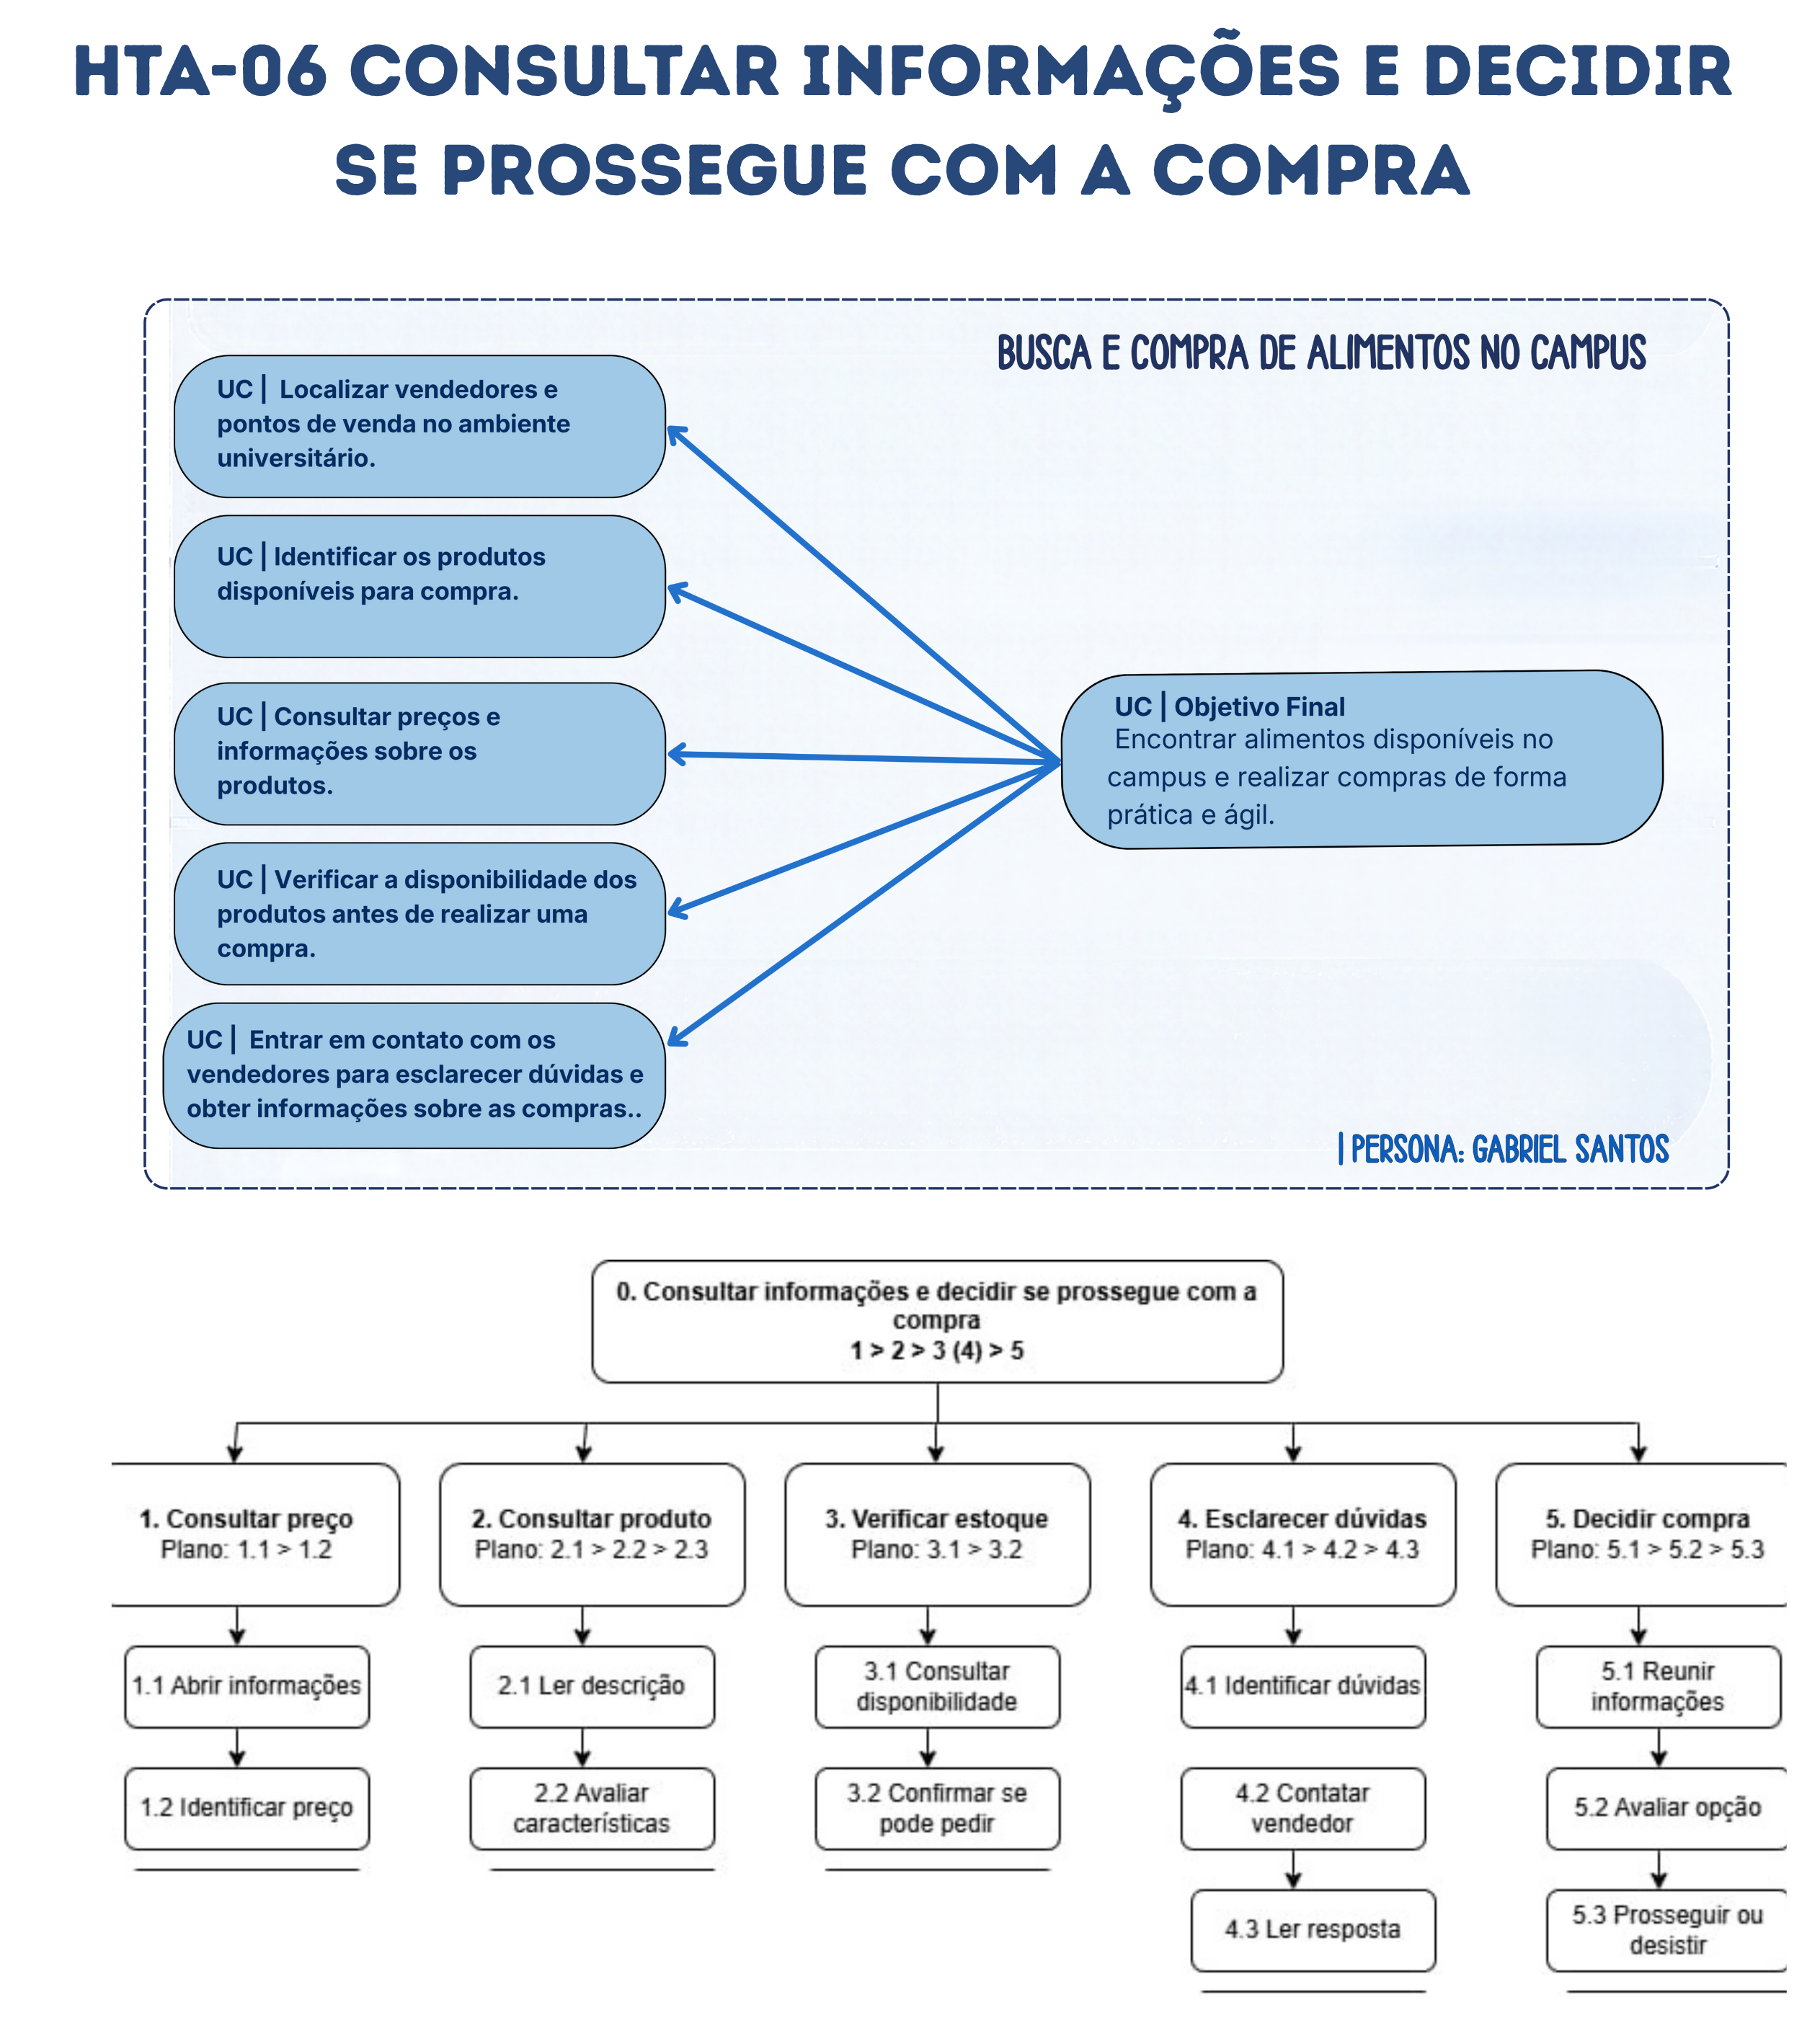 HTA-06 CONSULTAR INFORMAÇÕES E DECIDIR
SE PROSSEGUE COM A COMPRA
BUSCA E COMPRA DE ALIMENTOS NO CAMPUS
UC | Localizar vendedores e
pontos de venda no ambiente
universitário.
UC | Identificar os produtos
disponíveis para compra.
UC | Consultar preços e
informações sobre os
produtos.
UC | Verificar a disponibilidade dos
produtos antes de realizar uma
compra.
UC | Entrar em contato com os
vendedores para esclarecer dúvidas e
obter informações sobre as compras..
UC | Objetivo Final
Encontrar alimentos disponíveis no
campus e realizar compras de forma
prática e ágil.
| PERSONA: GABRIEL SANTOS
0. Consultar informações e decidir se prossegue com a
compra
1 > 2 > 3 (4) > 5
1. Consultar preço
Plano: 1.1 > 1.2
1.1 Abrir informações
1.2 Identificar preço
2. Consultar produto
Plano: 2.1 > 2.2 > 2.3
2.1 Ler descrição
2.2 Avaliar
características
3. Verificar estoque
Plano: 3.1 > 3.2
3.1 Consultar
disponibilidade
3.2 Confirmar se
pode pedir
4. Esclarecer dúvidas
Plano: 4.1 > 4.2 > 4.3
4.1 Identificar dúvidas
4.2 Contatar
vendedor
4.3 Ler resposta
5. Decidir compra
Plano: 5.1 > 5.2 > 5.3
5.1 Reunir
informações
5.2 Avaliar opção
5.3 Prosseguir ou
desistir